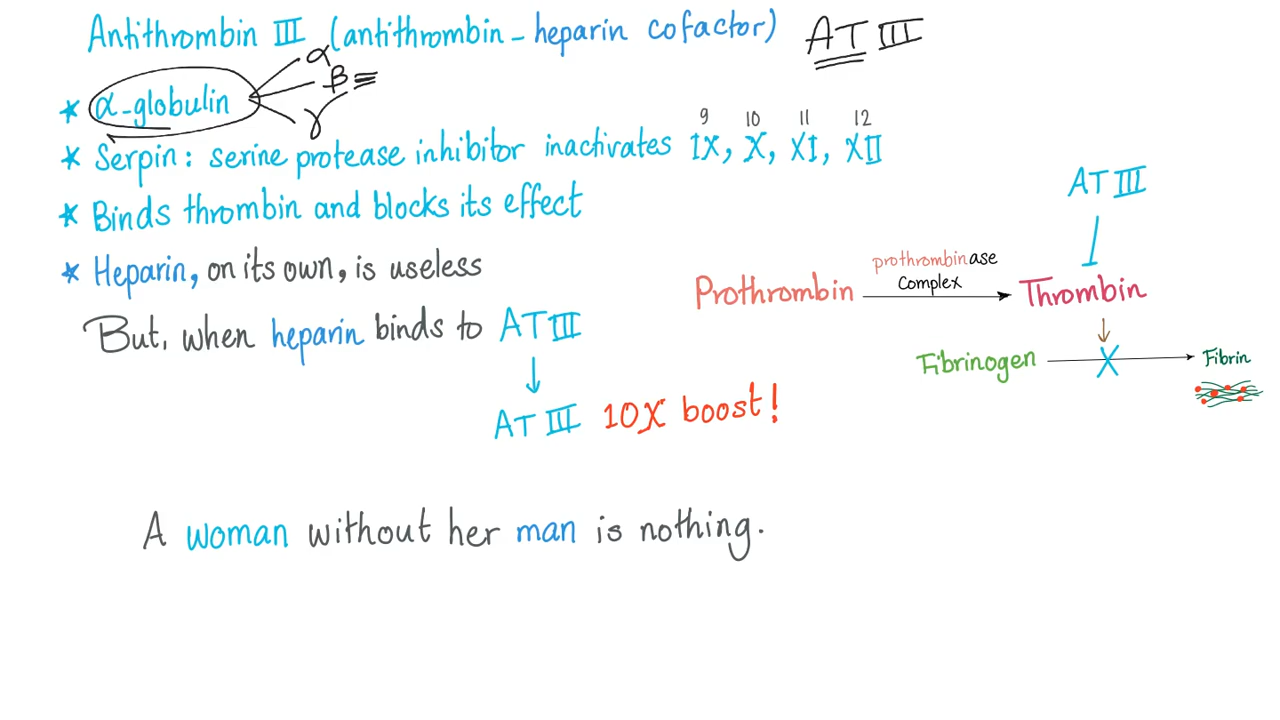 Antithrombin III (antithrombin - heparin cofactor) AT III
* α-globulin
α
β
γ
9 10 11 12
* Serpin: serine protease inhibitor inactivates IX, X, XI, XII
* Binds thrombin and blocks its effect
* Heparin, on its own, is useless
But, when heparin binds to AT III
AT III 10X boost!
A woman without her man is nothing.
AT III
prothrombinase
Complex
Prothrombin Thrombin
Fibrinogen X Fibrin